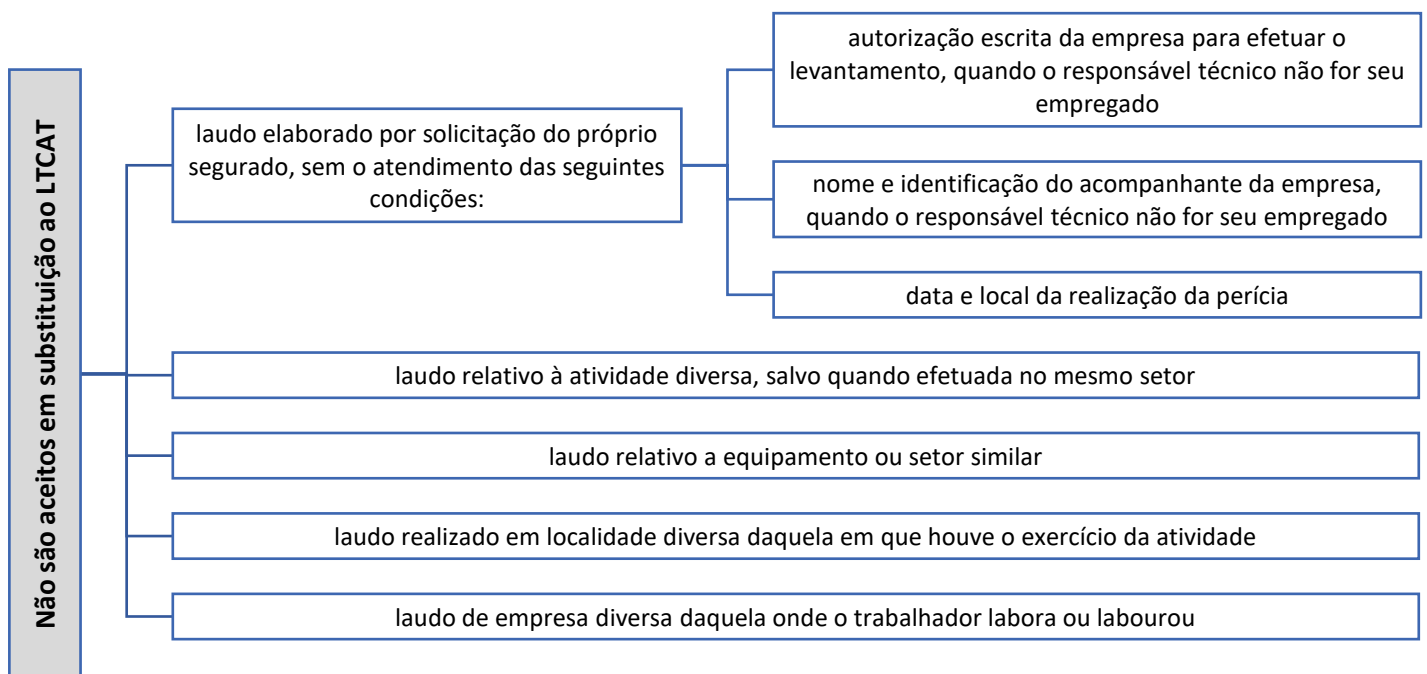 Não são aceitos em substituição ao LTCAT
laudo elaborado por solicitação do próprio
segurado, sem o atendimento das seguintes
condições:
autorização escrita da empresa para efetuar o
levantamento, quando o responsável técnico não for seu
empregado
nome e identificação do acompanhante da empresa,
quando o responsável técnico não for seu empregado
data e local da realização da perícia
laudo relativo à atividade diversa, salvo quando efetuada no mesmo setor
laudo relativo a equipamento ou setor similar
laudo realizado em localidade diversa daquela em que houve o exercício da atividade
laudo de empresa diversa daquela onde o trabalhador labora ou labourou